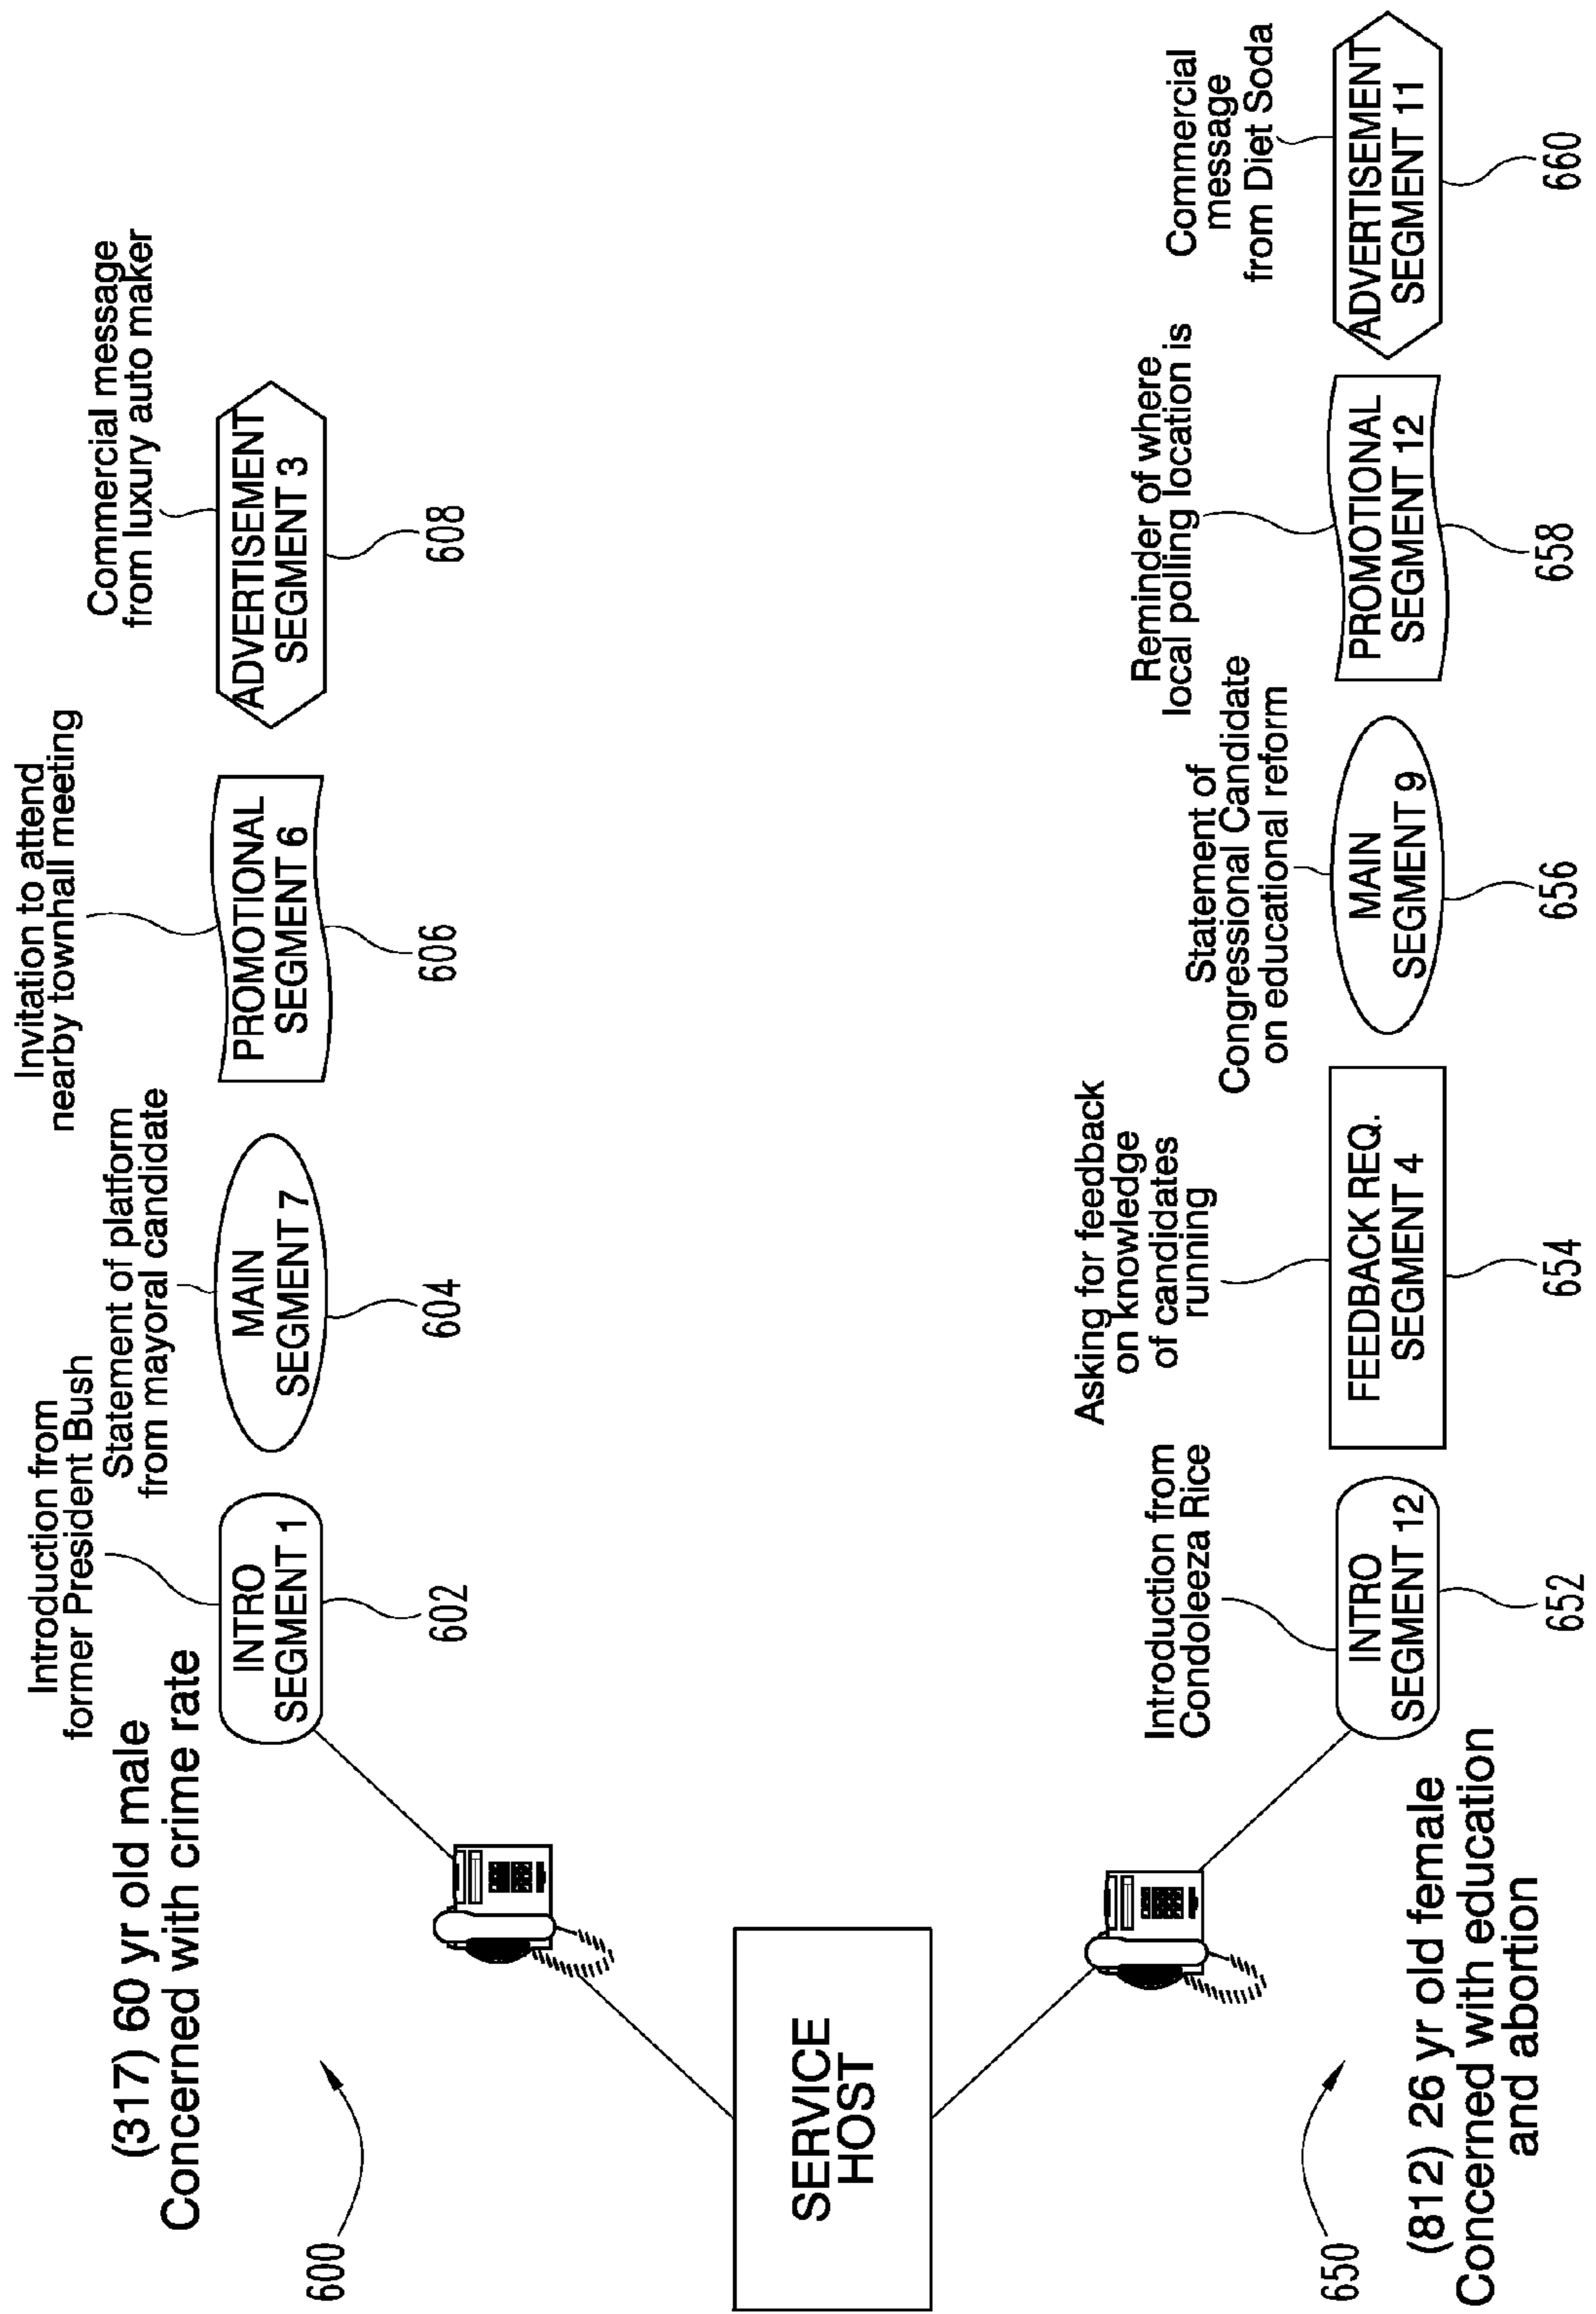 600
(317) 60 yr old male
Concerned with crime rate
Introduction from
former President Bush
INTRO
SEGMENT 1
602
Statement of platform
from mayoral candidate
MAIN
SEGMENT 7
604
Invitation to attend
nearby townhall meeting
PROMOTIONAL
SEGMENT 6
606
Commercial message
from luxury auto maker
ADVERTISEMENT
SEGMENT 3
608
SERVICE
HOST
650
(812) 26 yr old female
Concerned with education
and abortion
Introduction from
Condoleeza Rice
INTRO
SEGMENT 12
652
Asking for feedback
on knowledge
of candidates
running
FEEDBACK REQ.
SEGMENT 4
654
Statement of
Congressional Candidate
on educational reform
MAIN
SEGMENT 9
656
Reminder of where
local polling location is
PROMOTIONAL
SEGMENT 12
658
Commercial
message
from Diet Soda
ADVERTISEMENT
SEGMENT 11
660